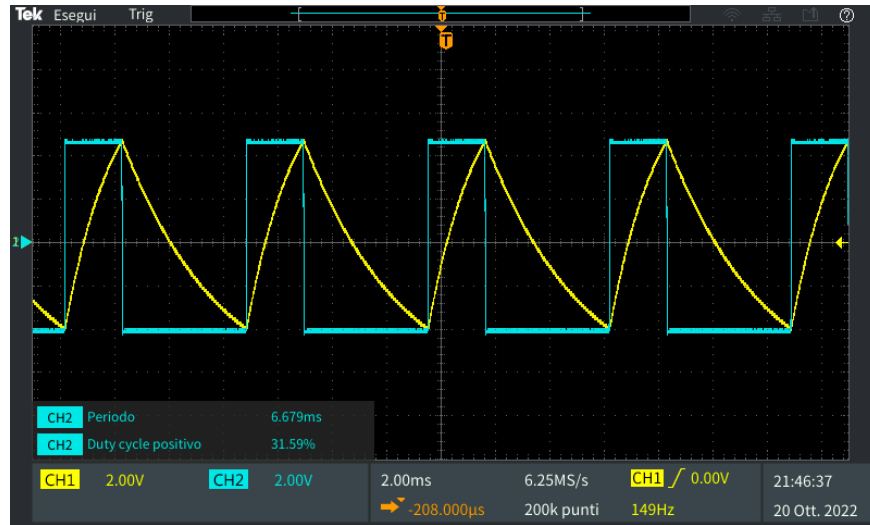 Tek Esegui Trig
T
T
1
CH2 Periodo 6.679ms
CH2 Duty cycle positivo 31.59%
CH1 2.00V CH2 2.00V 2.00ms 6.25MS/s CH1 0.00V 21:46:37
-208.000µs 200k punti 149Hz 20 Ott. 2022